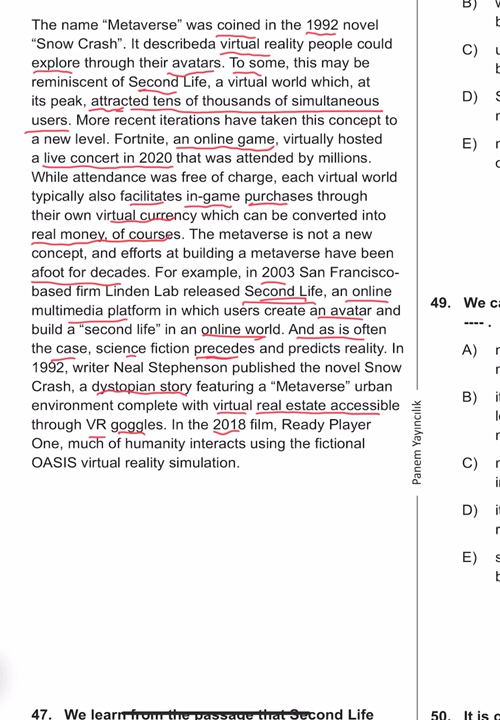 The name “Metaverse” was coined in the 1992 novel
“Snow Crash”. It describeda virtual reality people could
explore through their avatars. To some, this may be
reminiscent of Second Life, a virtual world which, at
its peak, attracted tens of thousands of simultaneous
users. More recent iterations have taken this concept to
a new level. Fortnite, an online game, virtually hosted
a live concert in 2020 that was attended by millions.
While attendance was free of charge, each virtual world
typically also facilitates in-game purchases through
their own virtual currency which can be converted into
real money, of courses. The metaverse is not a new
concept, and efforts at building a metaverse have been
afoot for decades. For example, in 2003 San Francisco-
based firm Linden Lab released Second Life, an online
multimedia platform in which users create an avatar and
build a “second life” in an online world. And as is often
the case, science fiction precedes and predicts reality. In
1992, writer Neal Stephenson published the novel Snow
Crash, a dystopian story featuring a “Metaverse” urban
environment complete with virtual real estate accessible
through VR goggles. In the 2018 film, Ready Player
One, much of humanity interacts using the fictional
OASIS virtual reality simulation.
47. We learn from the passage that Second Life
Panem Yayıncılık
B)
C)
D)
E)
49. We
---- .
A)
B)
C)
D)
E)
50. It is